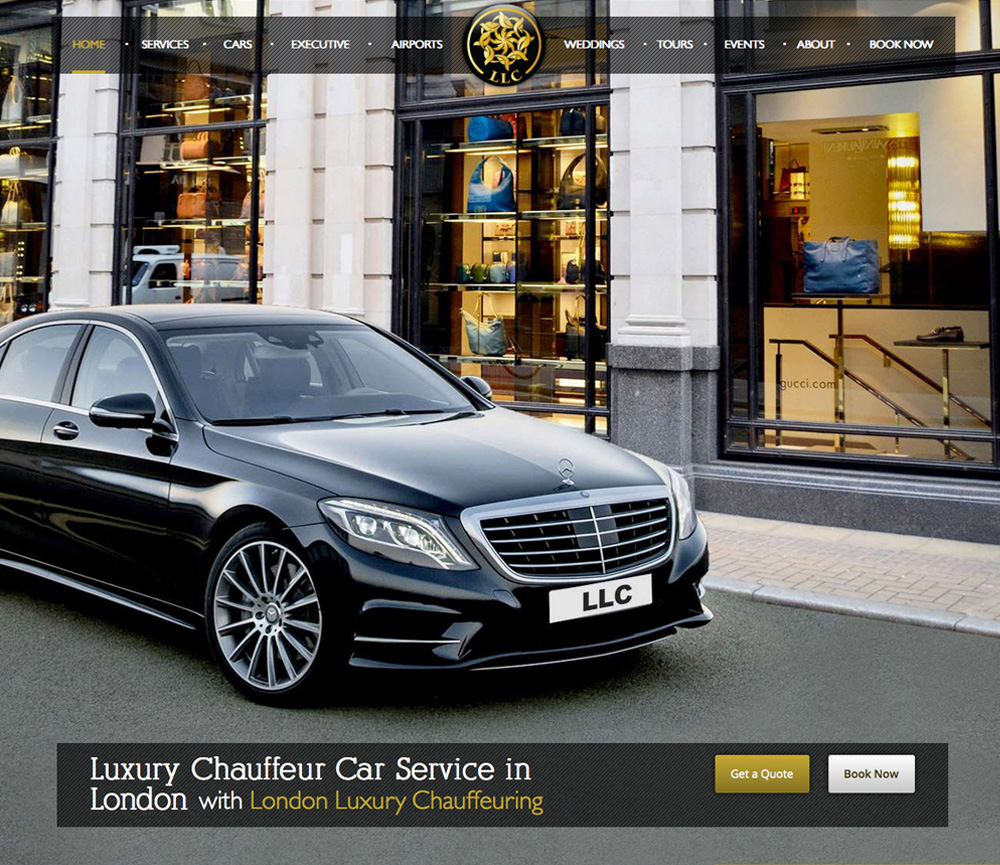 HOME • SERVICES • CARS • EXECUTIVE • AIRPORTS
LLC
WEDDINGS • TOURS • EVENTS • ABOUT • BOOK NOW
gucci.com
LLC
Luxury Chauffeur Car Service in
London with London Luxury Chauffeuring
Get a Quote
Book Now